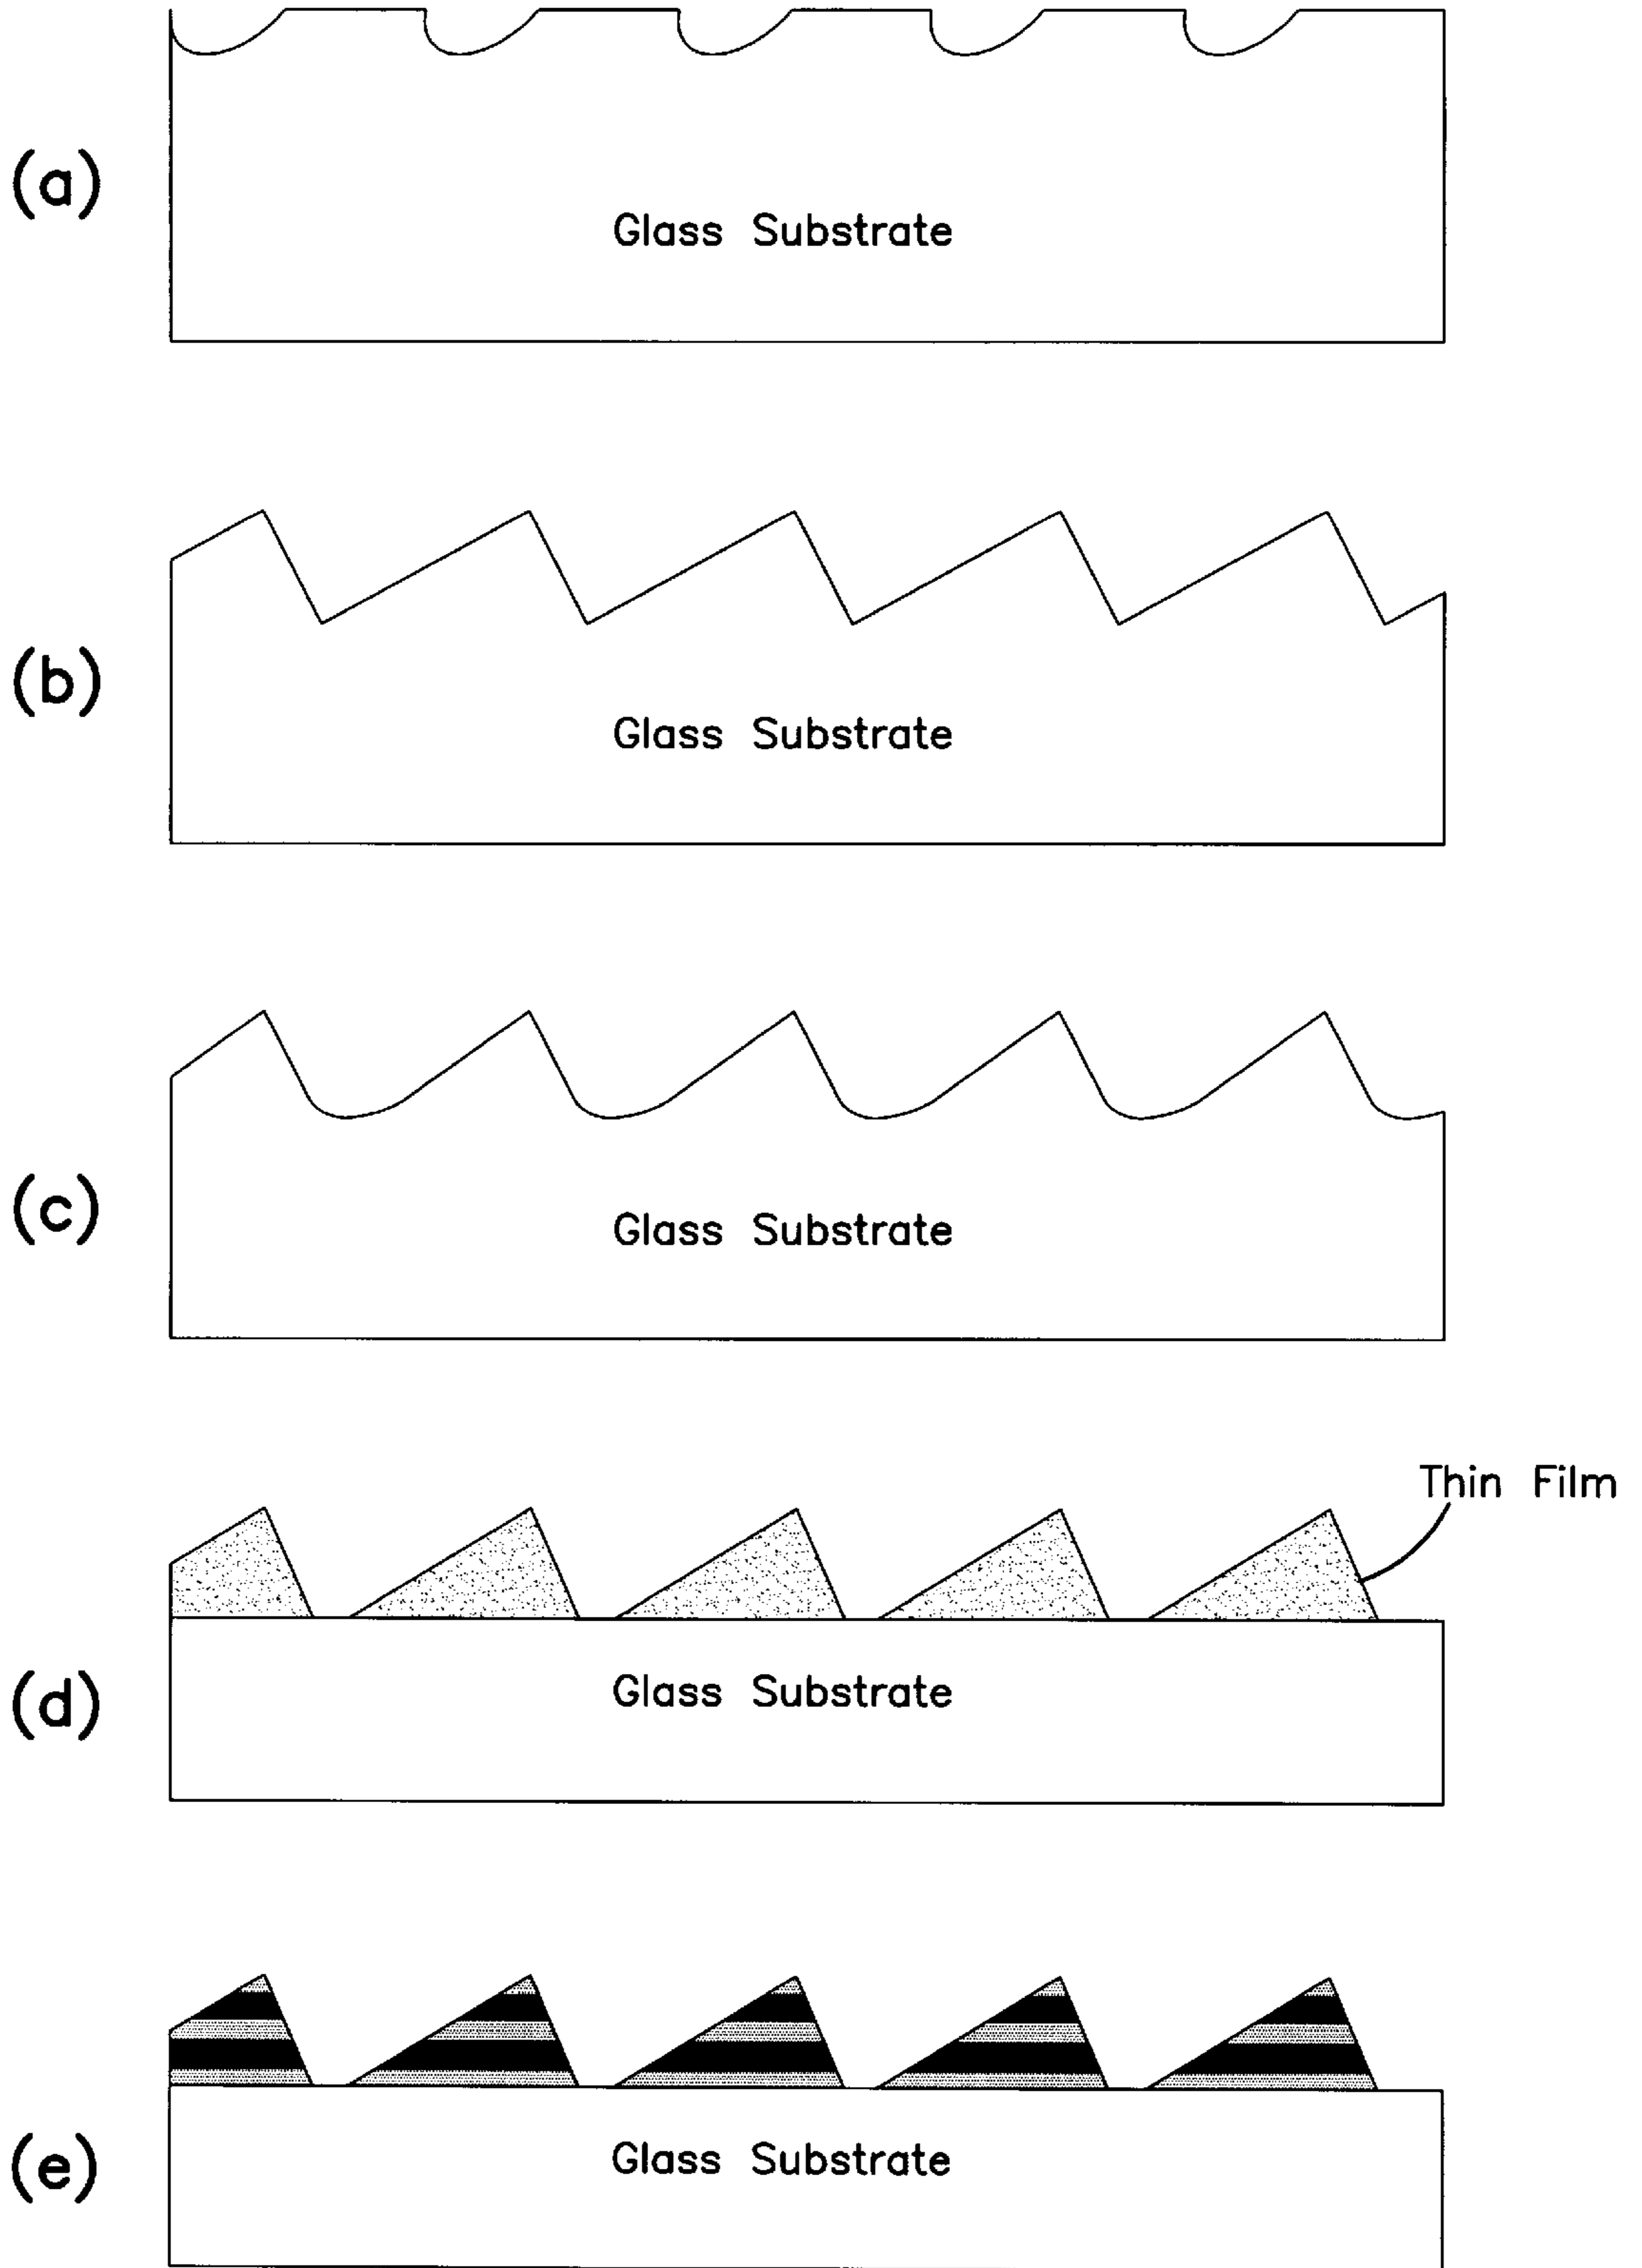 (a)
Glass Substrate
(b)
Glass Substrate
(c)
Glass Substrate
Thin Film
(d)
Glass Substrate
(e)
Glass Substrate